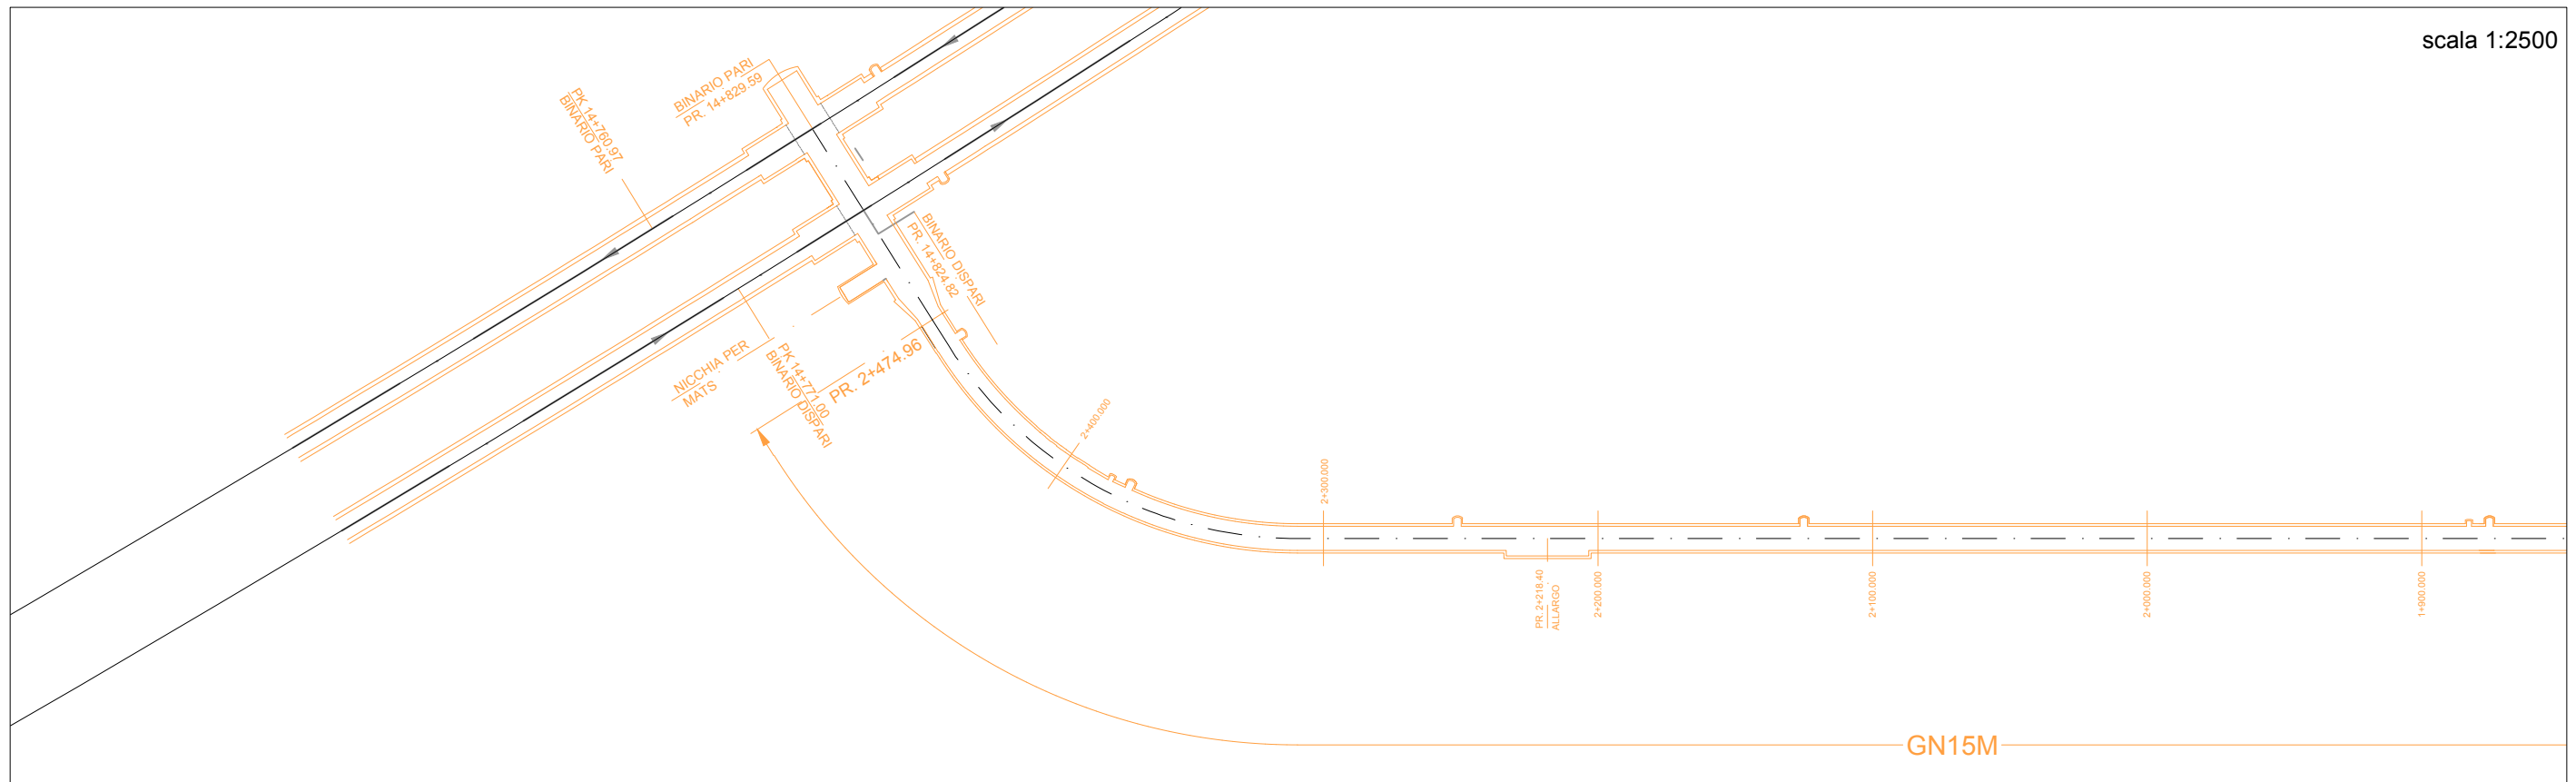 scala 1:2500
BINARIO PARI
PR. 14+829.59
PK 14+760.97
BINARIO PARI
BINARIO DISPARI
PR. 14+824.82
NICCHIA PER
MATS
PK 14+771.00
BINARIO DISPARI
PR. 2+474.96
2+400.000
2+300.000
PR. 2+218.40
ALLARGO
2+200.000
2+100.000
2+000.000
1+900.000
GN15M